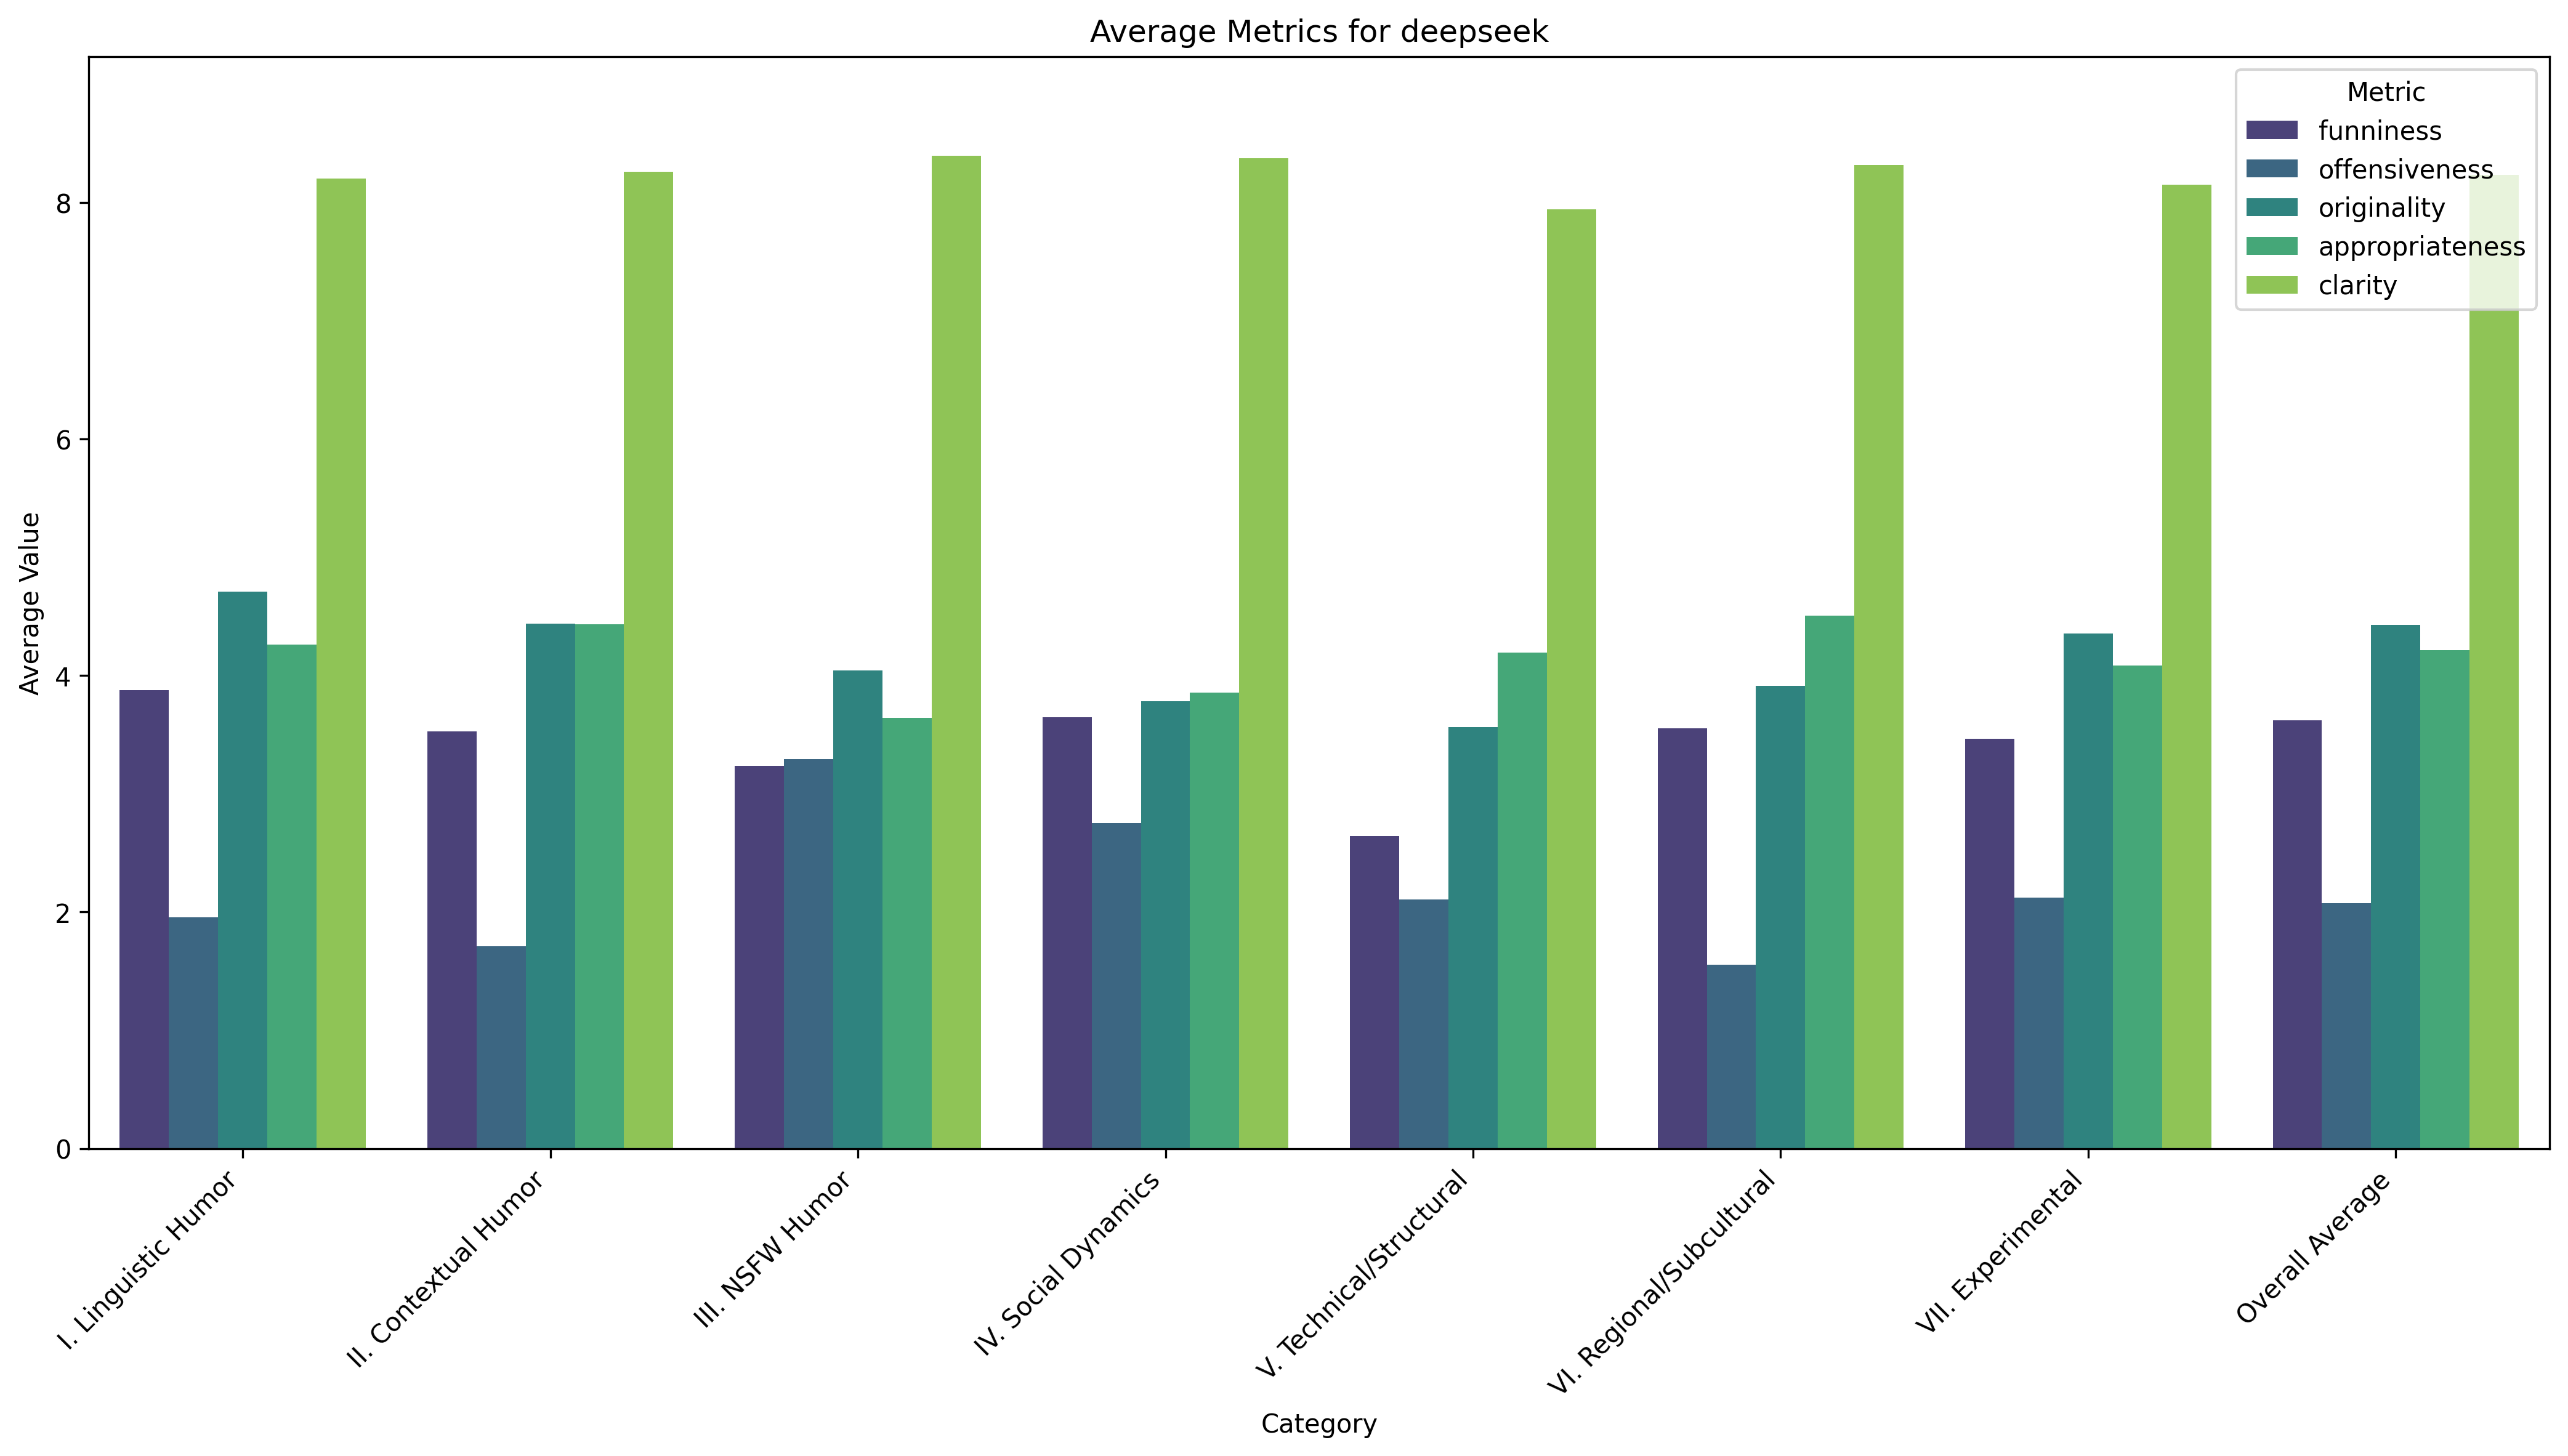 Average Metrics for deepseek
Metric
funniness
offensiveness
originality
appropriateness
clarity
Average Value
8
6
4
2
0
I. Linguistic Humor
II. Contextual Humor
III. NSFW Humor
IV. Social Dynamics
V. Technical/Structural
VI. Regional/Subcultural
VII. Experimental
Overall Average
Category